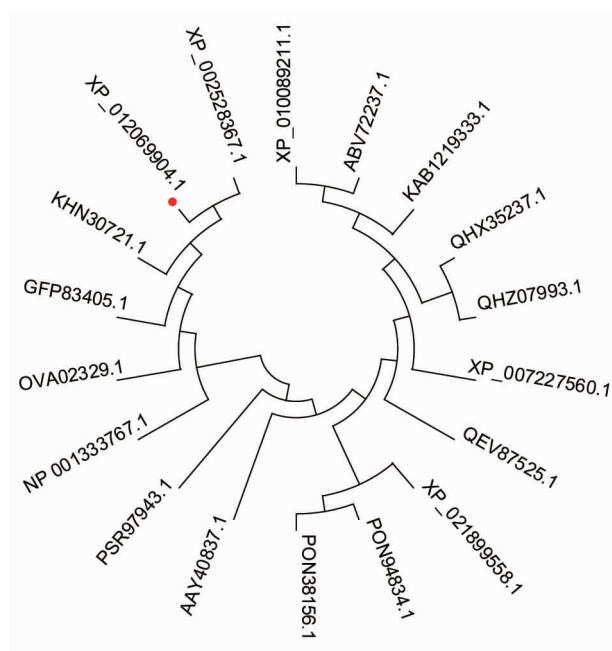 XP_010089211.1
ABV72237.1
KAB1219333.1
QHX35237.1
QHZ07993.1
XP_007227560.1
QEV87525.1
XP_021899558.1
PON94834.1
PON38156.1
AAY40837.1
PSR97943.1
NP 001333767.1
OVA02329.1
GFP83405.1
KHN30721.1
XP_012069904.1
XP_002528367.1